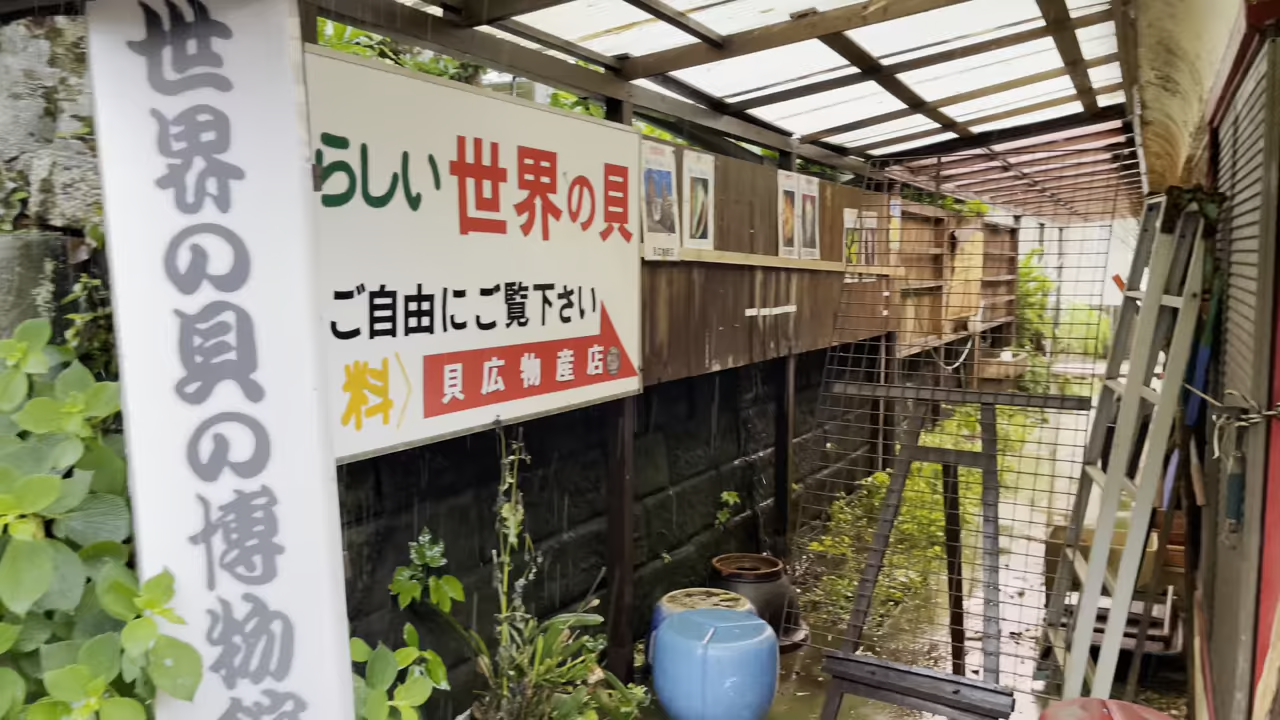 世界の貝の博物館
らしい世界の貝
ご自由にご覧下さい
料〉
貝広物産店